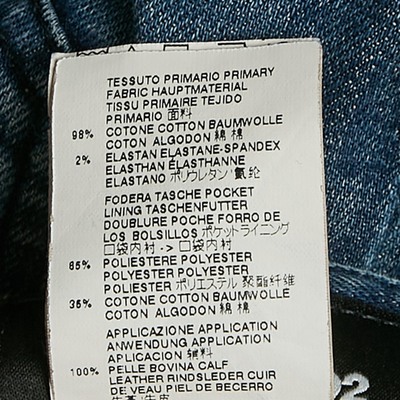 TESSUTO PRIMARIO PRIMARY
FABRIC HAUPTMATERIAL
TISSU PRIMAIRE TEJIDO
PRIMARIO 面料
98% COTONE COTTON BAUMWOLLE
COTON ALGODON 綿 棉
2% ELASTAN ELASTANE-SPANDEX
ELASTHAN ÉLASTHANNE
ELASTANO ポリウレタン 氨纶
FODERA TASCHE POCKET
LINING TASCHENFUTTER
DOUBLURE POCHE FORRO DE
LOS BOLSILLOS ポケットライニング
口袋内衬 -> 口袋内衬
65% POLIESTERE POLYESTER
POLYESTER POLYESTER
POLIESTER ポリエステル 聚酯纤维
35% COTONE COTTON BAUMWOLLE
COTON ALGODON 綿 棉
APPLICAZIONE APPLICATION
ANWENDUNG APPLICATION
APLICACION 辅料
100% PELLE BOVINA CALF
LEATHER RINDSLEDER CUIR
DE VEAU PIEL DE BECERRO
牛革/牛皮
2